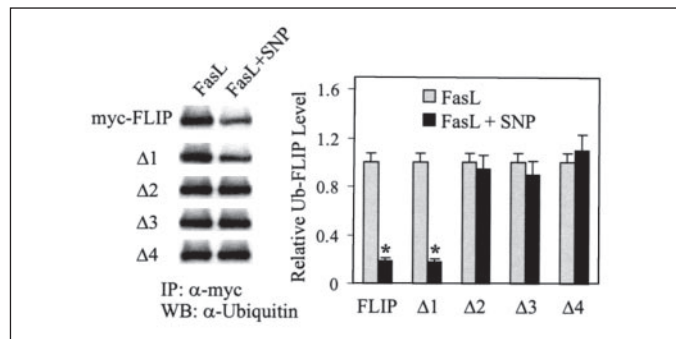 FasL
FasL+SNP
myc-FLIP
Δ1
Δ2
Δ3
Δ4
IP: α-myc
WB: α-Ubiquitin
Relative Ub-FLIP Level
1.6
1.2
0.8
0.4
0
FasL
FasL + SNP
*
*
FLIP Δ1 Δ2 Δ3 Δ4